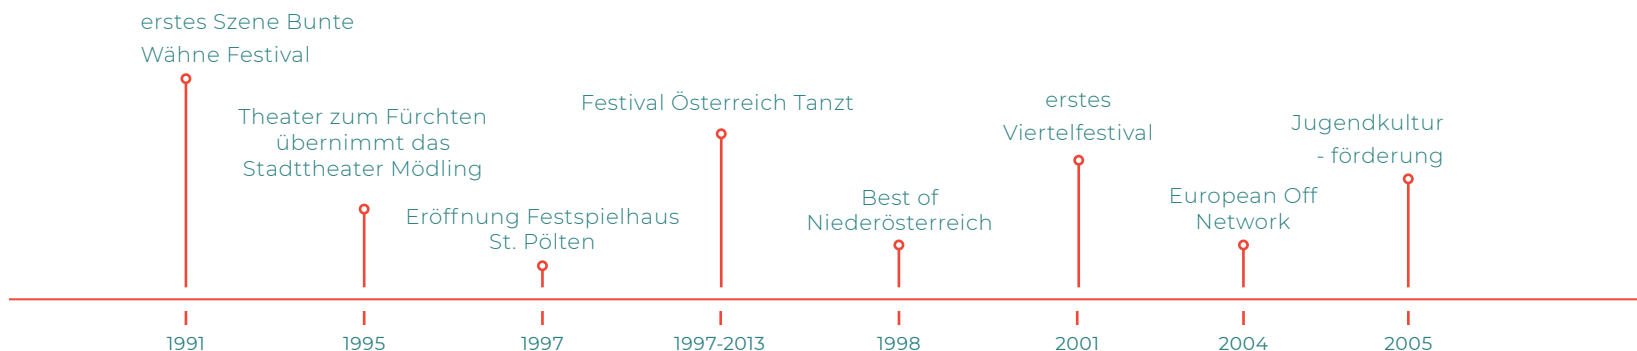 erstes Szene Bunte
Wähne Festival
Theater zum Fürchten
übernimmt das
Stadttheater Mödling
Eröffnung Festspielhaus
St. Pölten
Festival Österreich Tanzt
Best of
Niederösterreich
erstes
Viertelfestival
European Off
Network
Jugendkultur
- förderung
1991
1995
1997
1997-2013
1998
2001
2004
2005